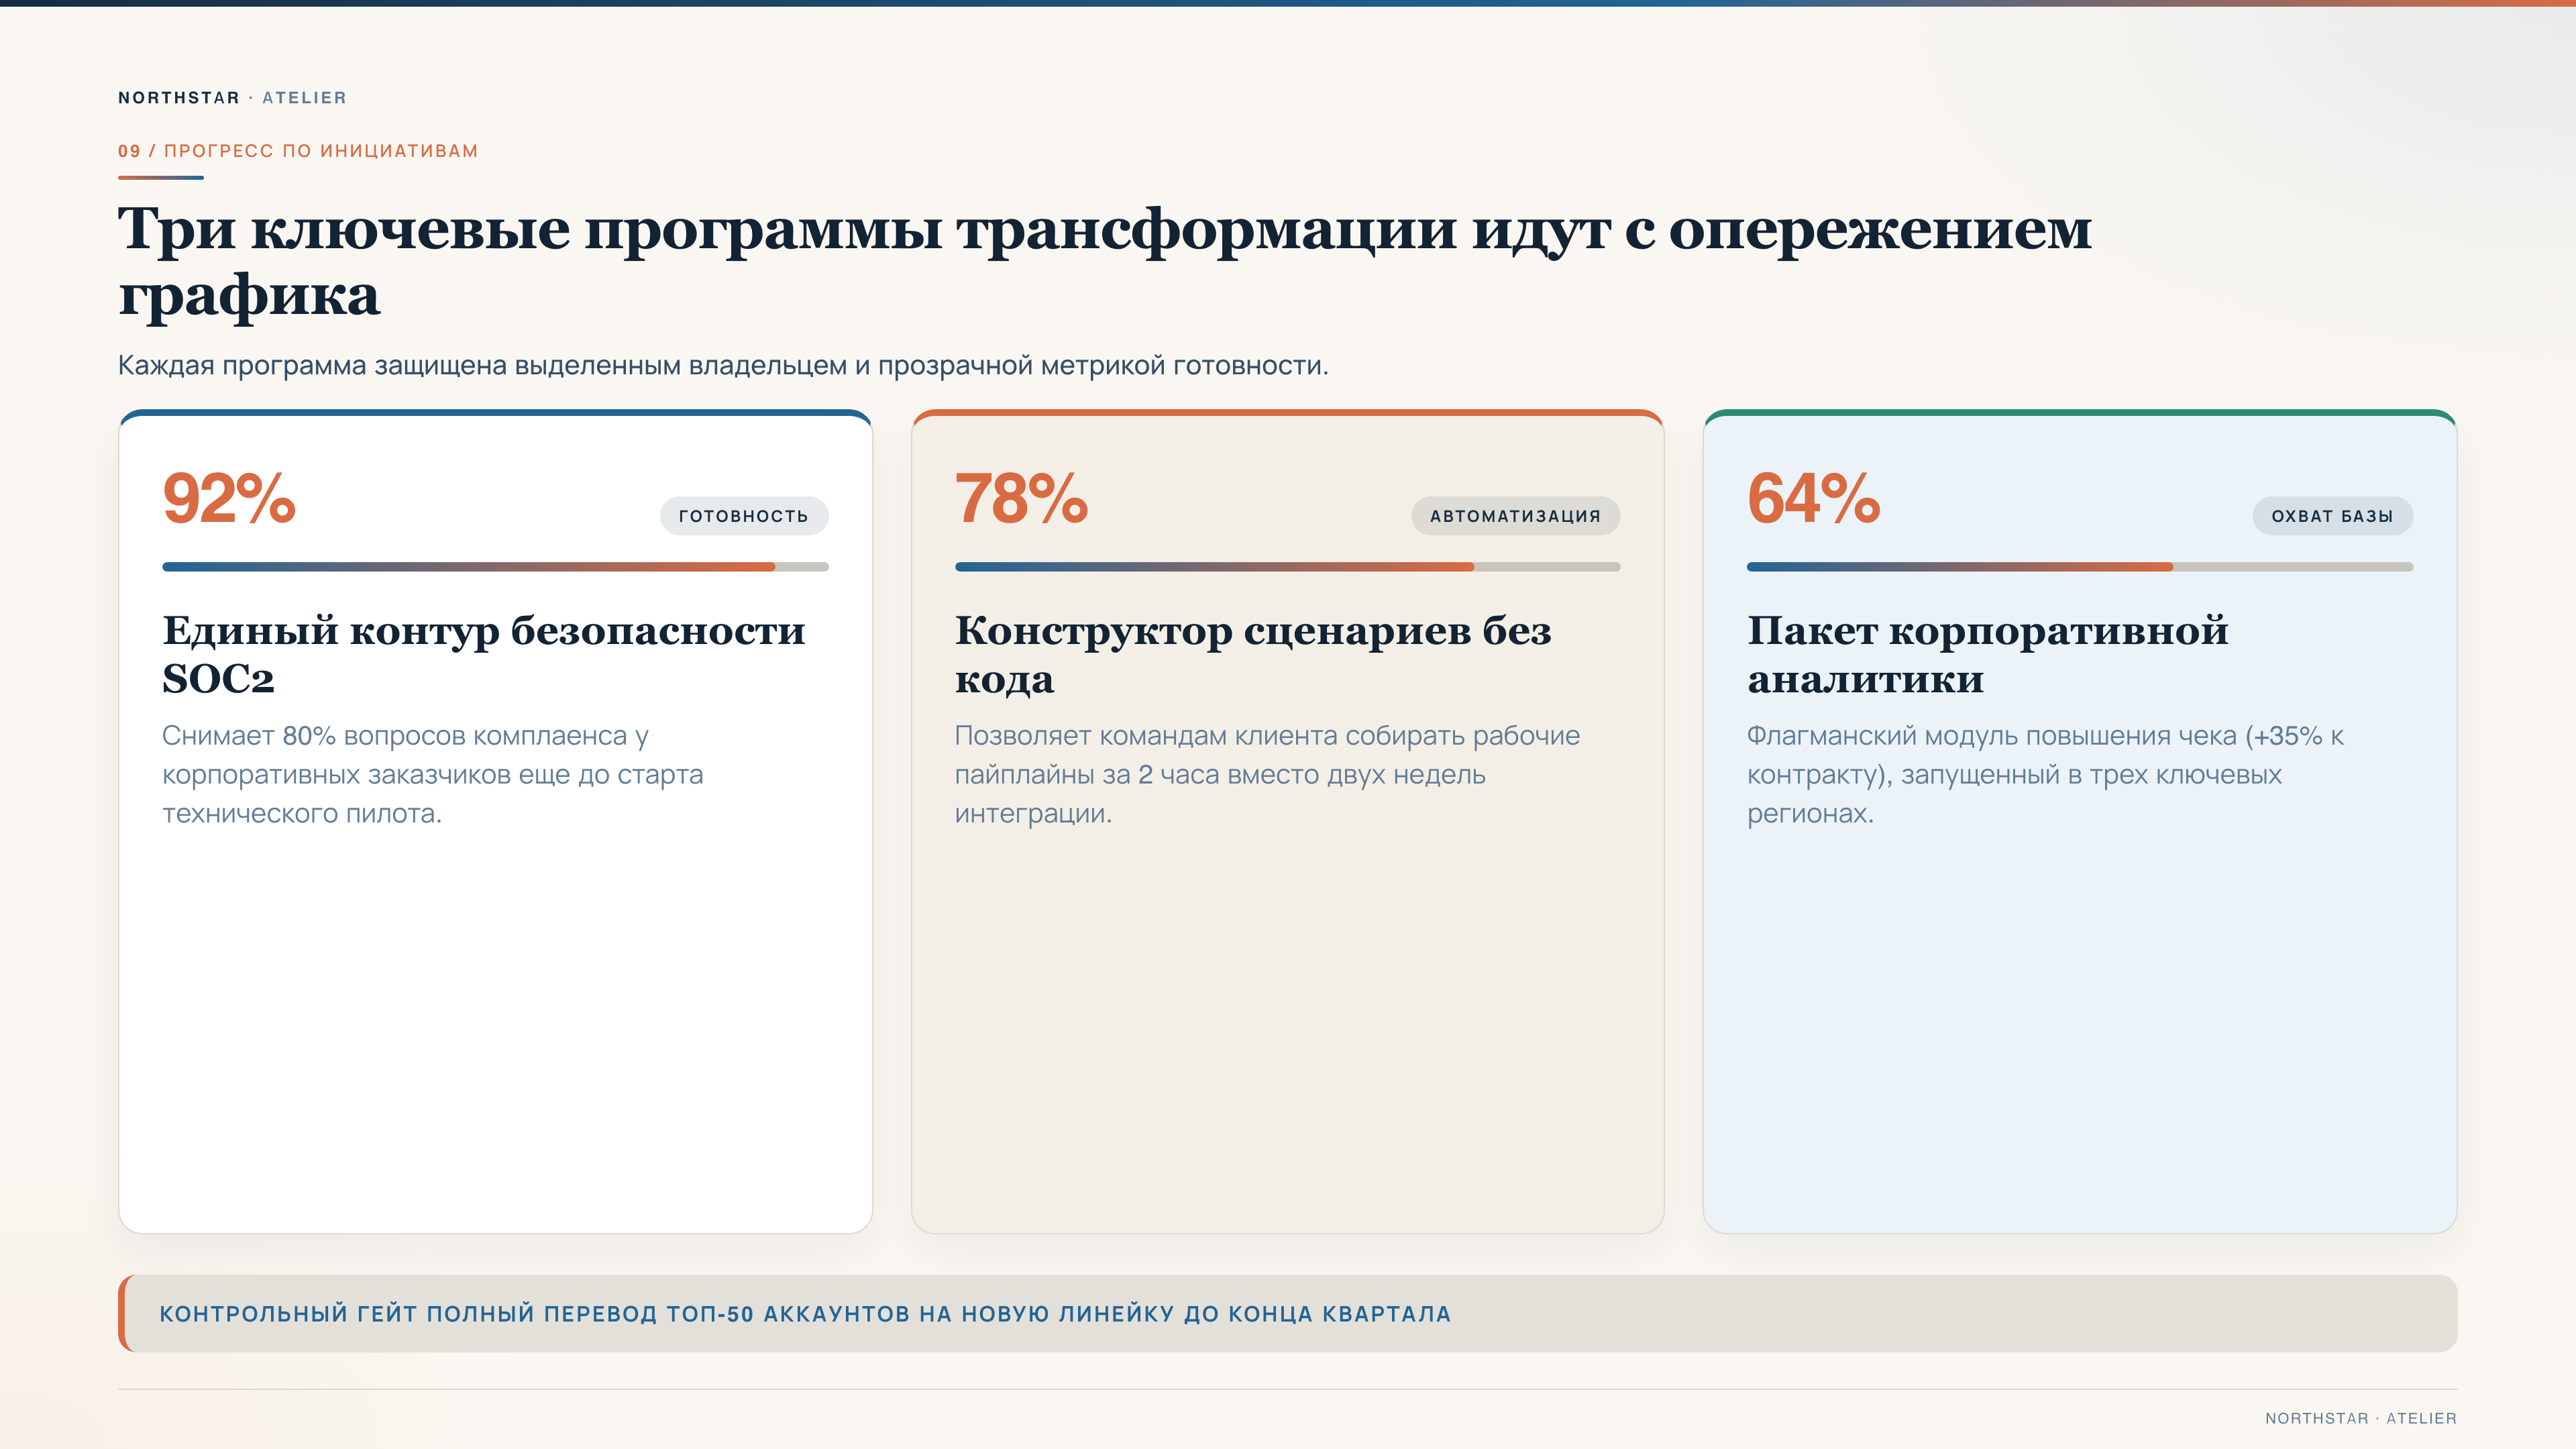 NORTHSTAR · ATELIER
09 / ПРОГРЕСС ПО ИНИЦИАТИВАМ
Три ключевые программы трансформации идут с опережением
графика
Каждая программа защищена выделенным владельцем и прозрачной метрикой готовности.
92%
ГОТОВНОСТЬ
Единый контур безопасности
SOC2
Снимает 80% вопросов комплаенса у
корпоративных заказчиков еще до старта
технического пилота.
78%
АВТОМАТИЗАЦИЯ
Конструктор сценариев без
кода
Позволяет командам клиента собирать рабочие
пайплайны за 2 часа вместо двух недель
интеграции.
64%
ОХВАТ БАЗЫ
Пакет корпоративной
аналитики
Флагманский модуль повышения чека (+35% к
контракту), запущенный в трех ключевых
регионах.
КОНТРОЛЬНЫЙ ГЕЙТ ПОЛНЫЙ ПЕРЕВОД ТОП-50 АККАУНТОВ НА НОВУЮ ЛИНЕЙКУ ДО КОНЦА КВАРТАЛА
NORTHSTAR · ATELIER